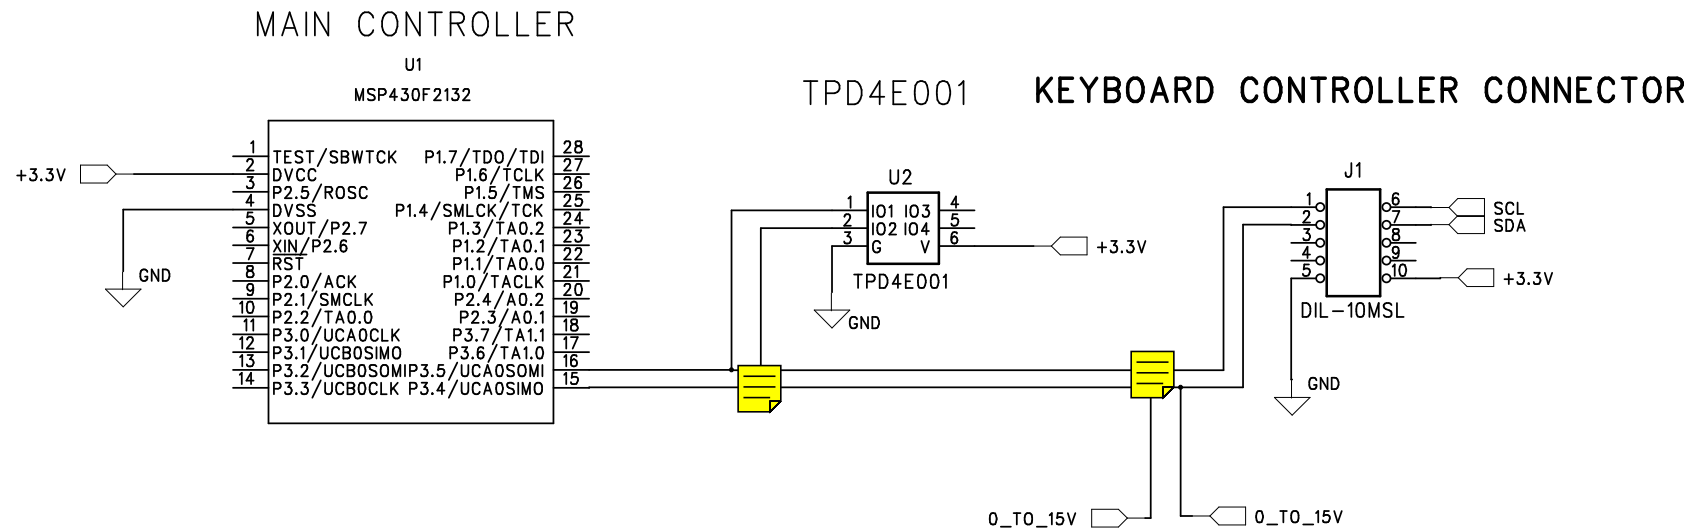 MAIN CONTROLLER
U1
MSP430F2132
TPD4E001
KEYBOARD CONTROLLER CONNECTOR
+3.3V
GND
1 TEST/SBWTCK
2 DVCC
3 P2.5/ROSC
4 DVSS
5 XOUT/P2.7
6 XIN/P2.6
7 RST
8 P2.0/ACK
9 P2.1/SMCLK
10 P2.2/TA0.0
11 P3.0/UCA0CLK
12 P3.1/UCB0SIMO
13 P3.2/UCB0SOMI
14 P3.3/UCB0CLK
P1.7/TDO/TDI 28
P1.6/TCLK 27
P1.5/TMS 26
P1.4/SMLCK/TCK 25
P1.3/TA0.2 24
P1.2/TA0.1 23
P1.1/TA0.0 22
P1.0/TACLK 21
P2.4/A0.2 20
P2.3/A0.1 19
P3.7/TA1.1 18
P3.6/TA1.0 17
P3.5/UCA0SOMI 16
P3.4/UCA0SIMO 15
U2
1 IO1 IO3 4
2 IO2 IO4 5
3 G V 6
TPD4E001
GND
+3.3V
J1
1 6
2 7
3 8
4 9
5 10
DIL-10MSL
SCL
SDA
+3.3V
GND
0_TO_15V
0_TO_15V